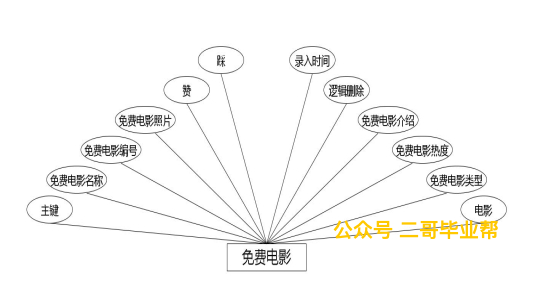 踩
录入时间
赞
逻辑删除
免费电影照片
免费电影介绍
免费电影编号
免费电影热度
免费电影名称
免费电影类型
主键
电影
公众号 二哥毕业帮
免费电影